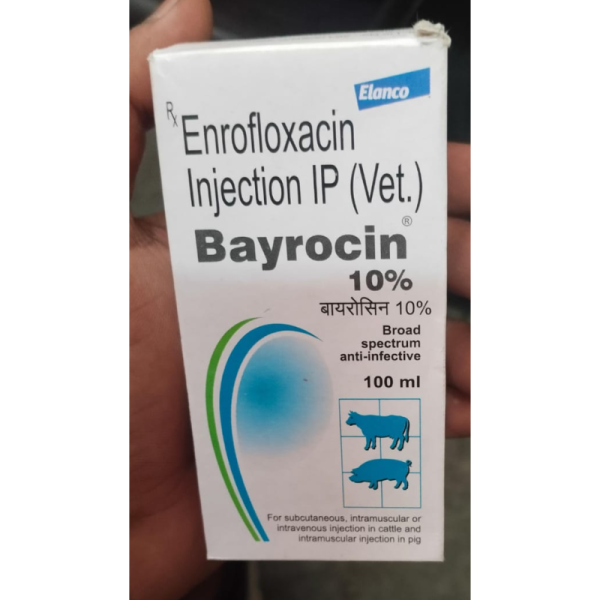 Elanco
Rx
Enrofloxacin
Injection IP (Vet.)
Bayrocin®
10%
बायरोसिन 10%
Broad
spectrum
anti-infective
100 ml
For subcutaneous, intramuscular or
intravenous injection in cattle and
intramuscular injection in pig